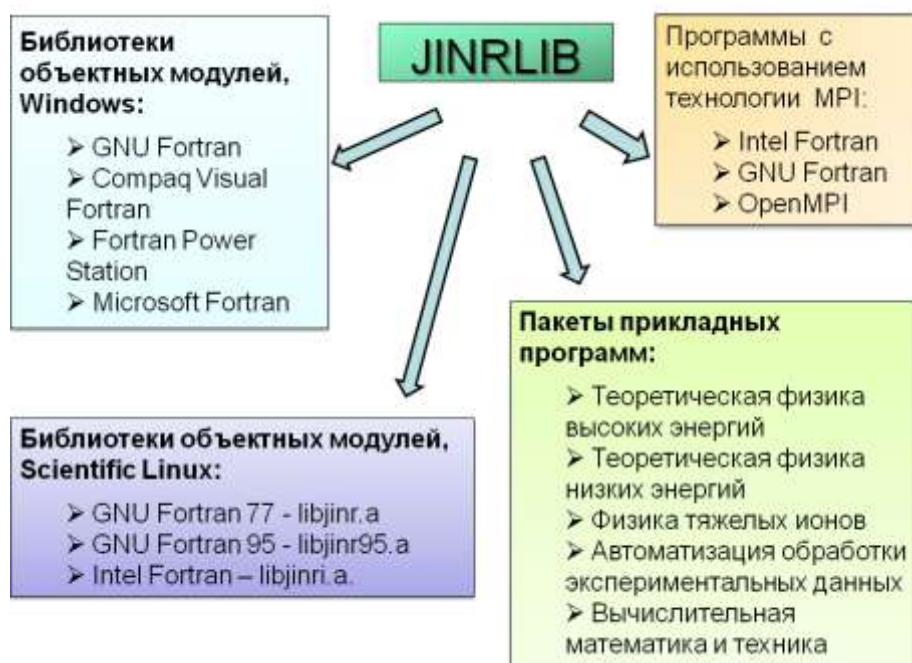 JINRLIB
Библиотеки
объектных модулей,
Windows:
➢ GNU Fortran
➢ Compaq Visual
Fortran
➢ Fortran Power
Station
➢ Microsoft Fortran
Программы с
использованием
технологии MPI:
➢ Intel Fortran
➢ GNU Fortran
➢ OpenMPI
Библиотеки объектных модулей,
Scientific Linux:
➢ GNU Fortran 77 - libjinr.a
➢ GNU Fortran 95 - libjinr95.a
➢ Intel Fortran – libjinri.a.
Пакеты прикладных
программ:
➢ Теоретическая физика
высоких энергий
➢ Теоретическая физика
низких энергий
➢ Физика тяжелых ионов
➢ Автоматизация обработки
экспериментальных данных
➢ Вычислительная
математика и техника